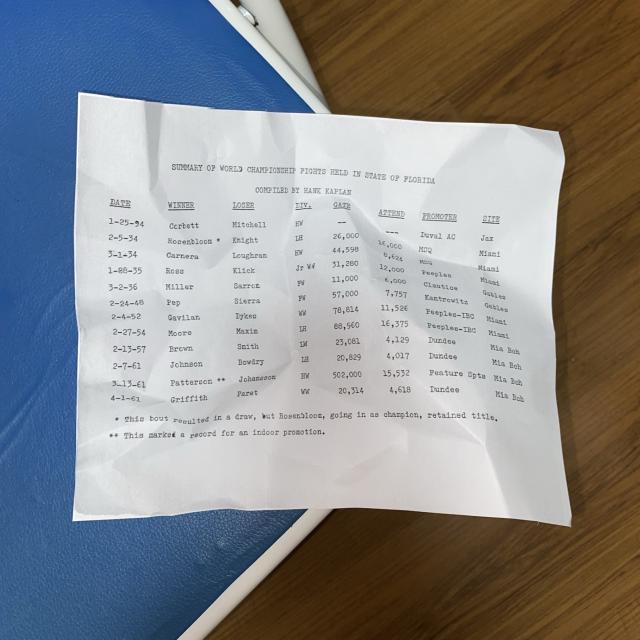 SUMMARY OF WORLD CHAMPIONSHIP FIGHTS HELD IN STATE OF FLORIDA
COMPILED BY HANK KAPLAN
DATE WINNER LOSER DIV. GATE ATTEND PROMOTER SITE
1-25-94 Corbett Mitchell HW -- --- Duval AC Jax
2-5-34 Rosenbloom * Knight LH 26,000 16,000 MSQ Miami
3-1-34 Carnera Loughran HW 44,598 MSQ Miami
1-28-35 Ross Klick Jr WW 31,280 12,000 Peeples Miami
3-2-36 Miller Sarron FW 11,000 6,000 Clautice Gables
2-24-48 Pep Sierra FW 57,000 7,757 Kantrowitz Gables
2-4-52 Gavilan Dykes WW 78,814 11,526 Peeples-IBC Miami
2-27-54 Moore Maxim LH 88,560 16,375 Peeples-IBC Miami
2-13-57 Brown Smith LW 23,081 4,129 Dundee Mia Bch
2-7-61 Johnson Bowdry LH 20,829 4,017 Dundee Mia Bch
3-13-61 Patterson ** Johansson HW 502,000 15,532 Feature Spts Mia Bch
4-1-61 Griffith Paret WW 20,314 4,618 Dundee Mia Bch
* This bout resulted in a draw, but Rosenbloom, going in as champion, retained title.
** This marked a record for an indoor promotion.